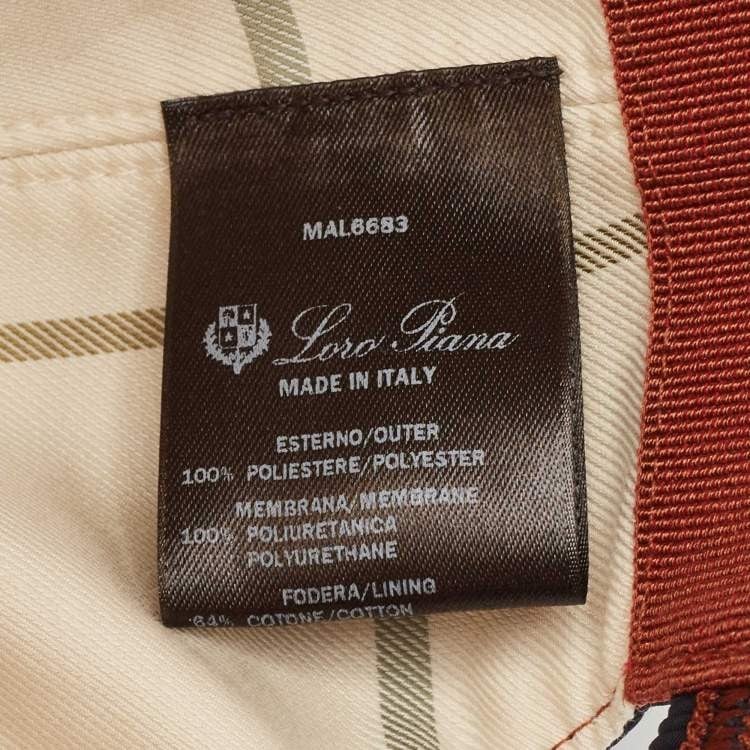 MAL6683
Loro Piana
MADE IN ITALY
ESTERNO/OUTER
100% POLIESTERE/POLYESTER
MEMBRANA/MEMBRANE
100% POLIURETANICA
POLYURETHANE
FODERA/LINING
64% COTONE/COTTON